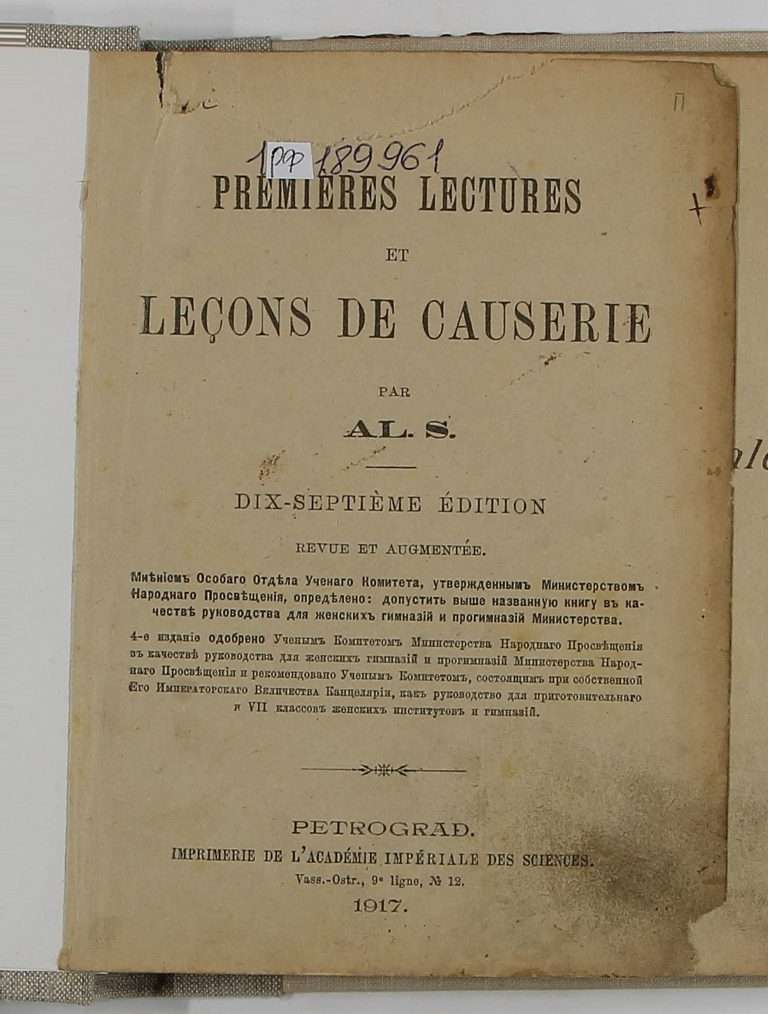 П
1рф 189961
PREMIÈRES LECTURES
ET
LEÇONS DE CAUSERIE
PAR
AL. S.
DIX-SEPTIÈME ÉDITION
REVUE ET AUGMENTÉE.
Мнѣніемъ Особаго Отдѣла Ученаго Комитета, утвержденнымъ Министерствомъ
Народнаго Просвѣщенія, опредѣлено: допустить выше названную книгу въ ка-
чествѣ руководства для женскихъ гимназій и прогимназій Министерства.
4-е изданіе одобрено Ученымъ Комитетомъ Министерства Народнаго Просвѣщенія
въ качествѣ руководства для женскихъ гимназій и прогимназій Министерства Народ-
наго Просвѣщенія и рекомендовано Ученымъ Комитетомъ, состоящимъ при собственной
Его Императорскаго Величества Канцеляріи, какъ руководство для приготовительнаго
и VII классовъ женскихъ институтовъ и гимназій.
PETROGRAD.
IMPRIMERIE DE L'ACADÉMIE IMPÉRIALE DES SCIENCES.
Vass.-Ostr., 9e ligne, № 12.
1917.